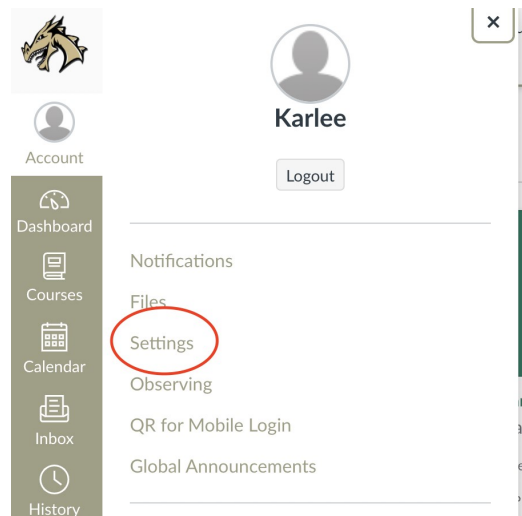 Karlee
Logout
Account
Dashboard
Courses
Calendar
Inbox
History
Notifications
Files
Settings
Observing
QR for Mobile Login
Global Announcements